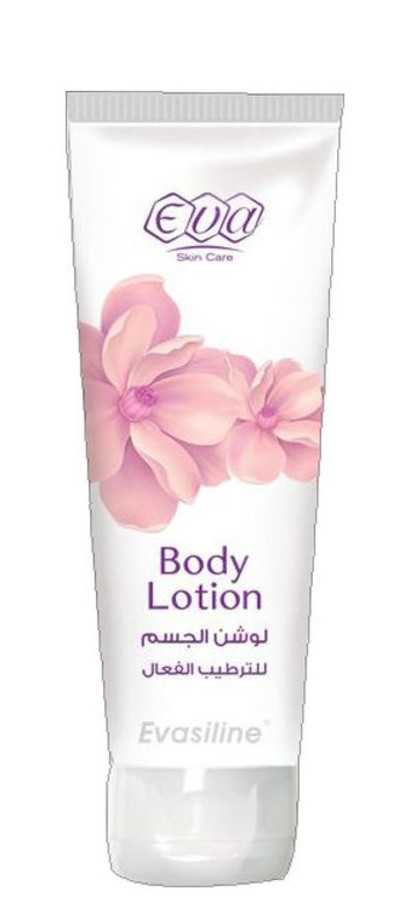 Eva
Skin Care
Body
Lotion
لوشن الجسم
للترطيب الفعال
Evasiline®